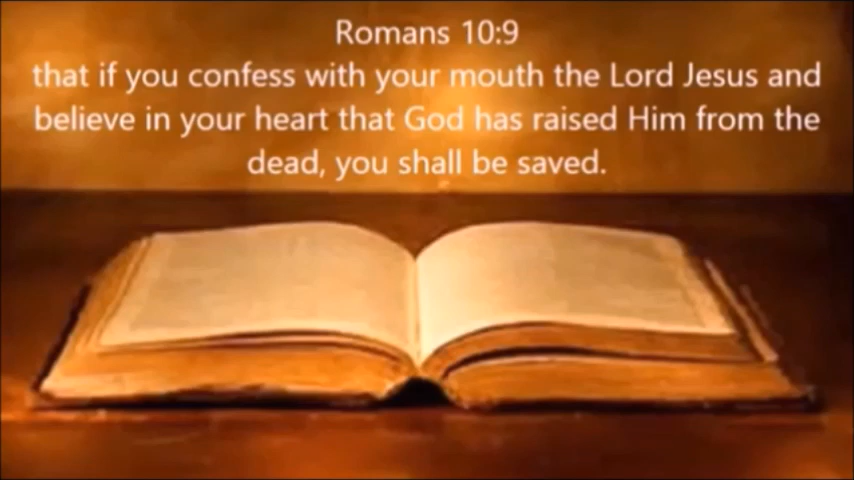 Romans 10:9
that if you confess with your mouth the Lord Jesus and
believe in your heart that God has raised Him from the
dead, you shall be saved.